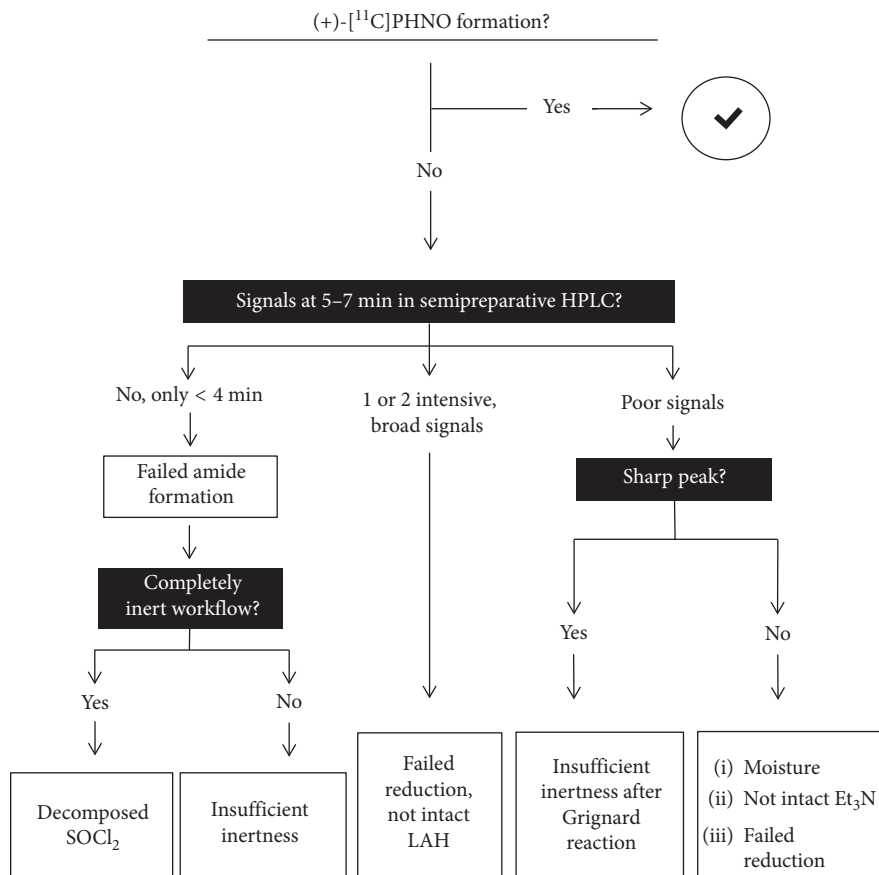 (+)-[¹¹C]PHNO formation?
Yes
No
Signals at 5–7 min in semipreparative HPLC?
No, only < 4 min
1 or 2 intensive,
broad signals
Poor signals
Failed amide
formation
Sharp peak?
Completely
inert workflow?
Yes
No
Yes
No
Decomposed
SOCl₂
Insufficient
inertness
Failed
reduction,
not intact
LAH
Insufficient
inertness after
Grignard
reaction
(i) Moisture
(ii) Not intact Et₃N
(iii) Failed
reduction